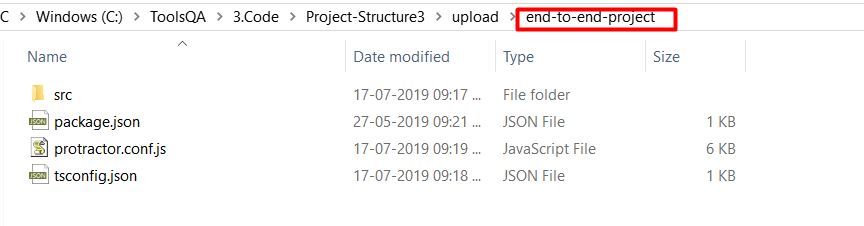 C > Windows (C:) > ToolsQA > 3.Code > Project-Structure3 > upload > end-to-end-project
Name Date modified Type Size
src 17-07-2019 09:17 ... File folder
JSON package.json 27-05-2019 09:21 ... JSON File 1 KB
protractor.conf.js 17-07-2019 09:19 ... JavaScript File 6 KB
JSON tsconfig.json 17-07-2019 09:18 ... JSON File 1 KB